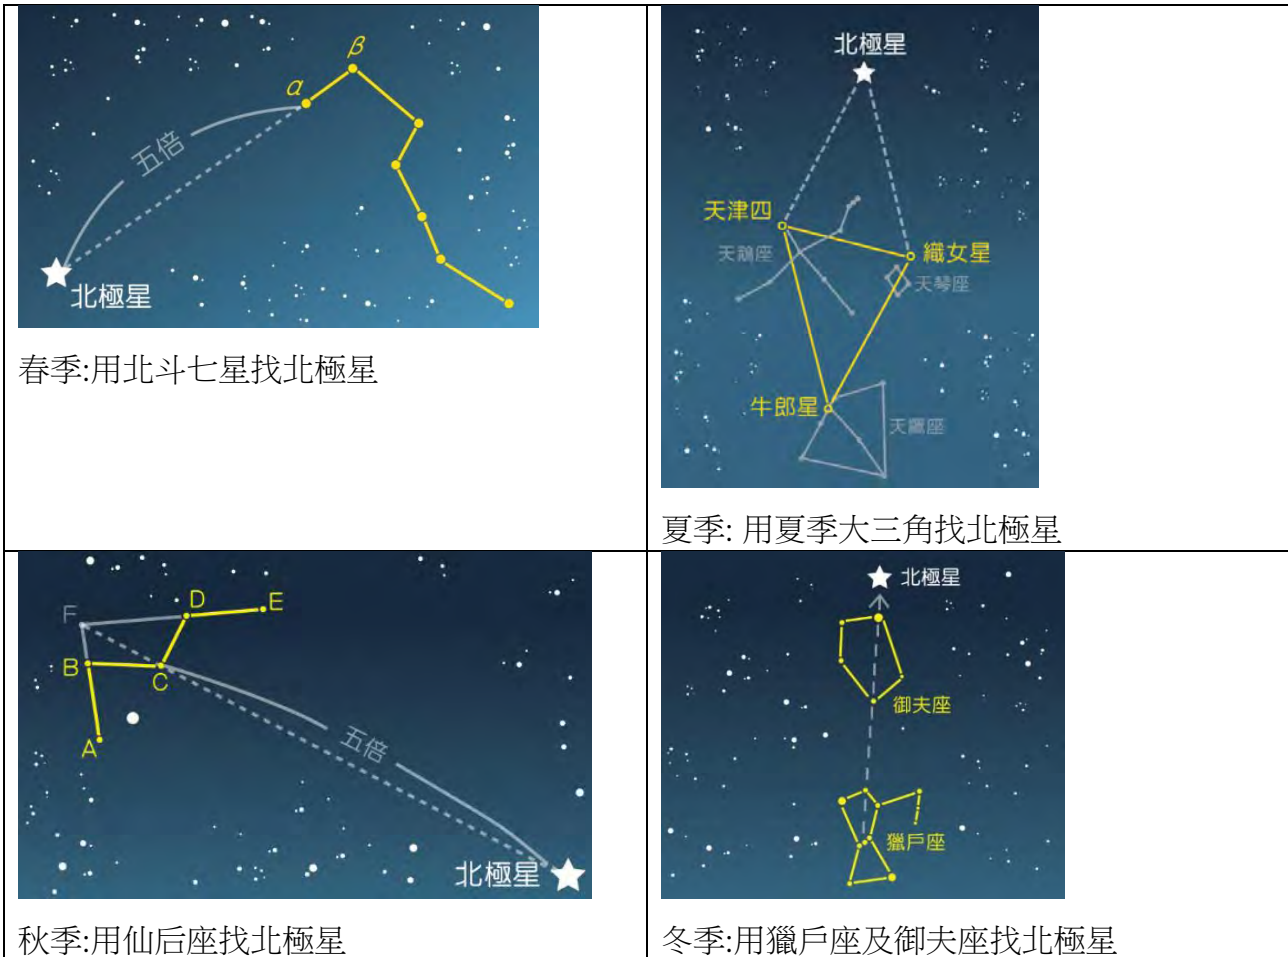 β
α
五倍
北極星
春季:用北斗七星找北極星
北極星
天津四
天鵝座
織女星
天琴座
牛郎星
天鷹座
夏季: 用夏季大三角找北極星
D
E
F
B
C
A
五倍
北極星
秋季:用仙后座找北極星
北極星
御夫座
獵戶座
冬季:用獵戶座及御夫座找北極星